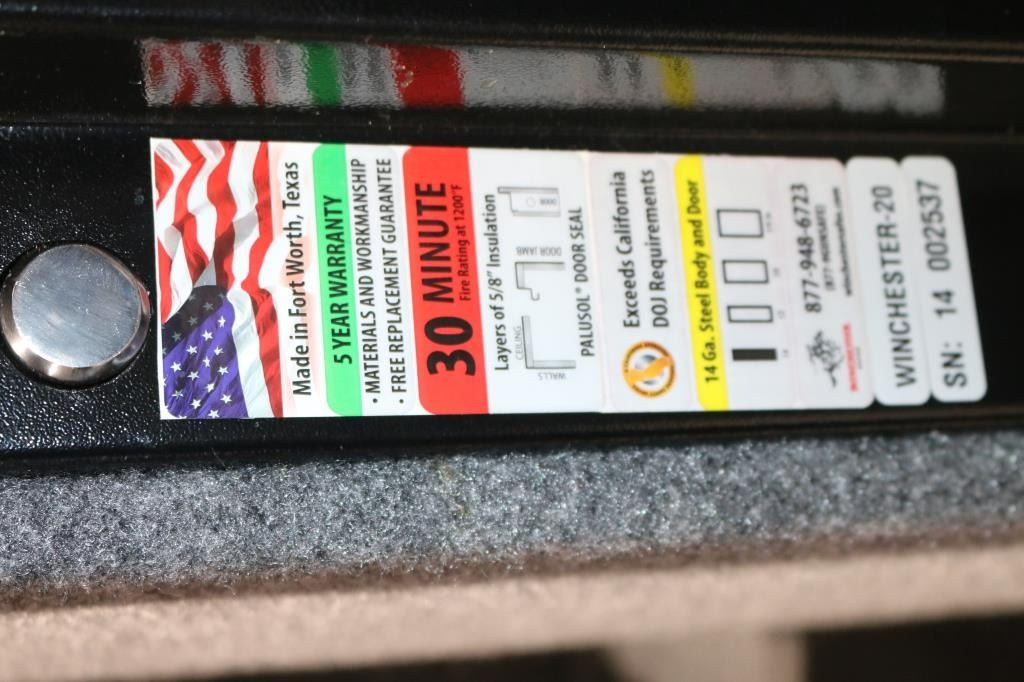 Made in Fort Worth, Texas
5 YEAR WARRANTY
• MATERIALS AND WORKMANSHIP
• FREE REPLACEMENT GUARANTEE
30 MINUTE
Fire Rating at 1200°F
Layers of 5/8" Insulation
CEILING
WALLS
DOOR JAMB
DOOR
PALUSOL® DOOR SEAL
Exceeds California
DOJ Requirements
14 Ga. Steel Body and Door
877-948-6723
WINCHESTER
WINCHESTER-20
SN: 14 002537